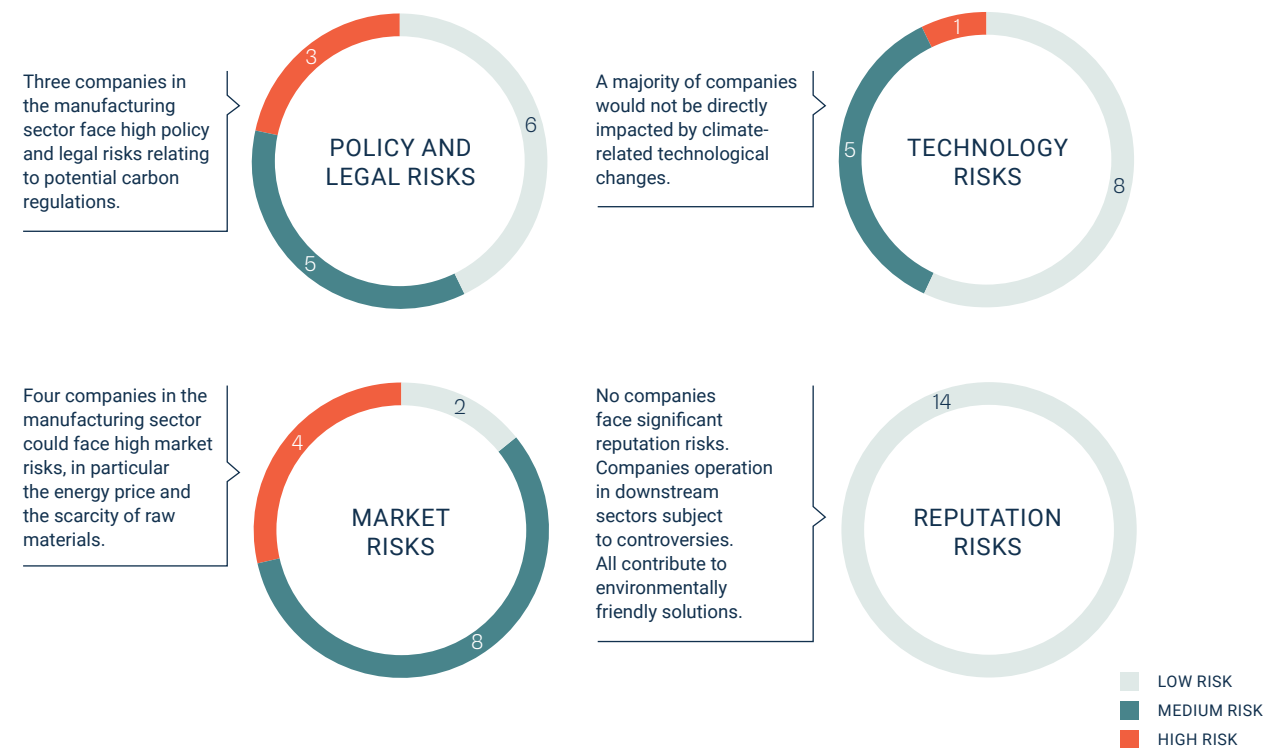 Three companies in
the manufacturing
sector face high policy
and legal risks relating
to potential carbon
regulations.
3
6
5
POLICY AND
LEGAL RISKS
A majority of companies
would not be directly
impacted by climate-
related technological
changes.
1
5
8
TECHNOLOGY
RISKS
Four companies in the
manufacturing sector
could face high market
risks, in particular
the energy price and
the scarcity of raw
materials.
2
4
8
MARKET
RISKS
No companies
face significant
reputation risks.
Companies operation
in downstream
sectors subject
to controversies.
All contribute to
environmentally
friendly solutions.
14
REPUTATION
RISKS
LOW RISK
MEDIUM RISK
HIGH RISK